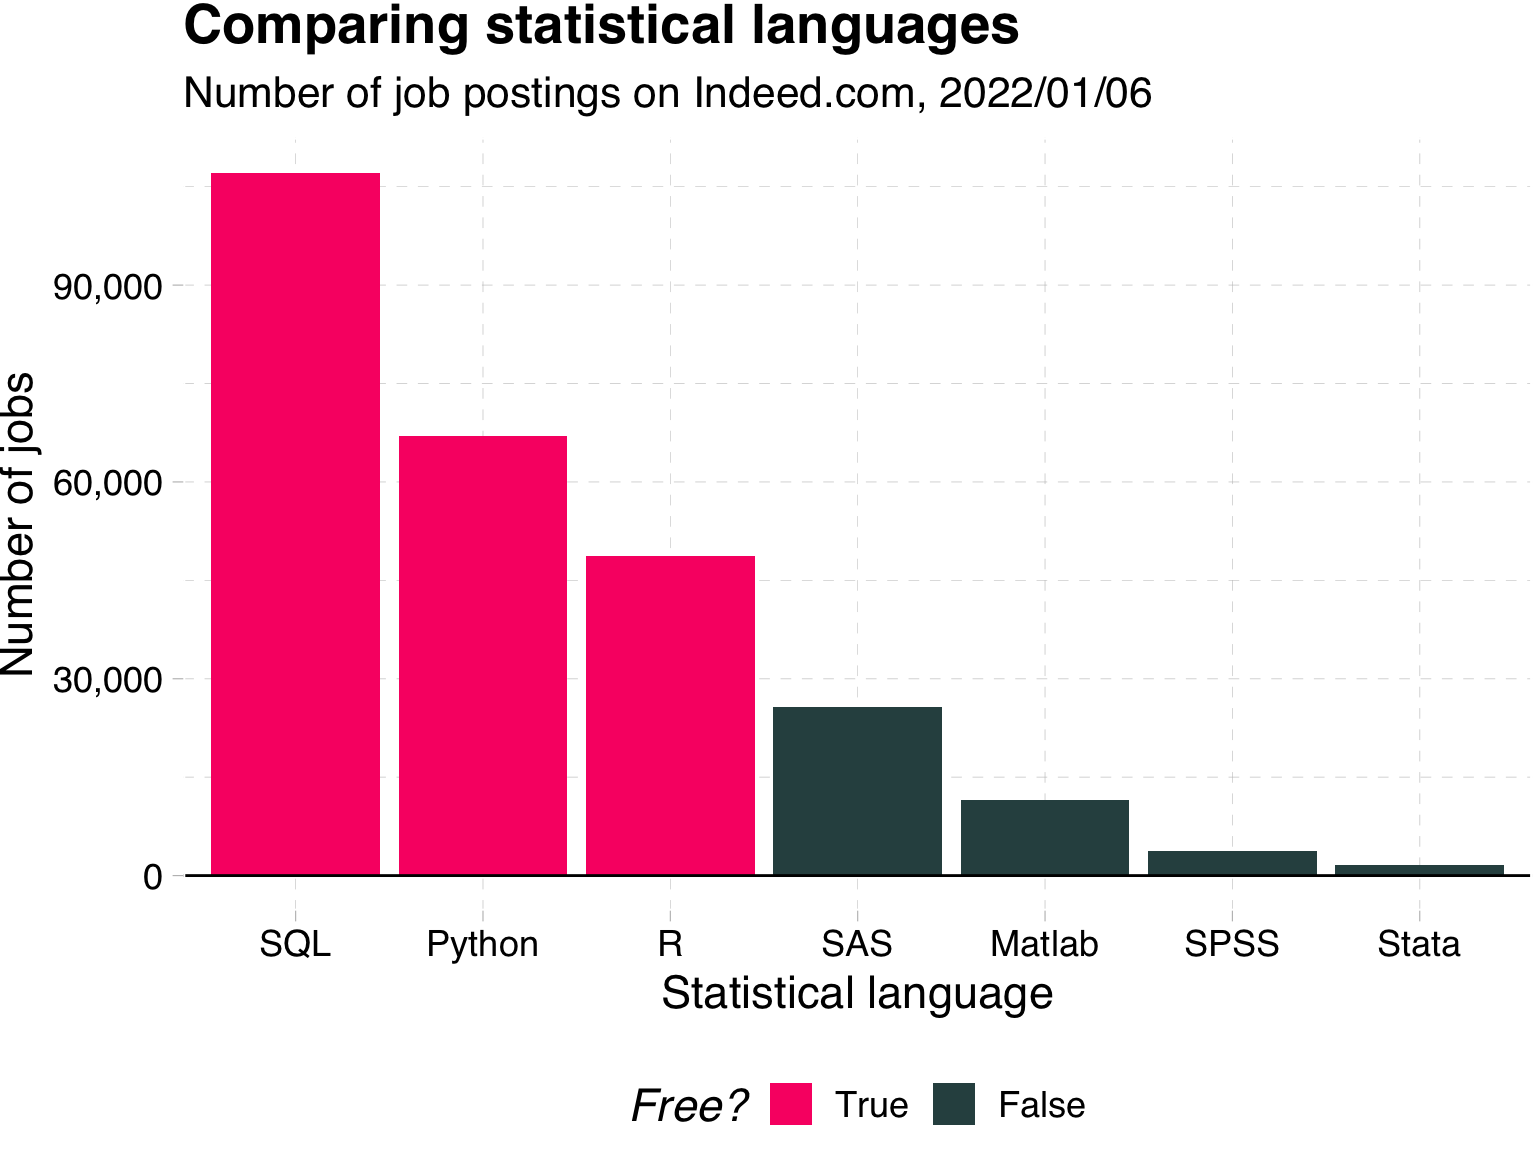 Comparing statistical languages
Number of job postings on Indeed.com, 2022/01/06
Number of jobs
90,000
60,000
30,000
0
SQL Python R SAS Matlab SPSS Stata
Statistical language
Free? True False